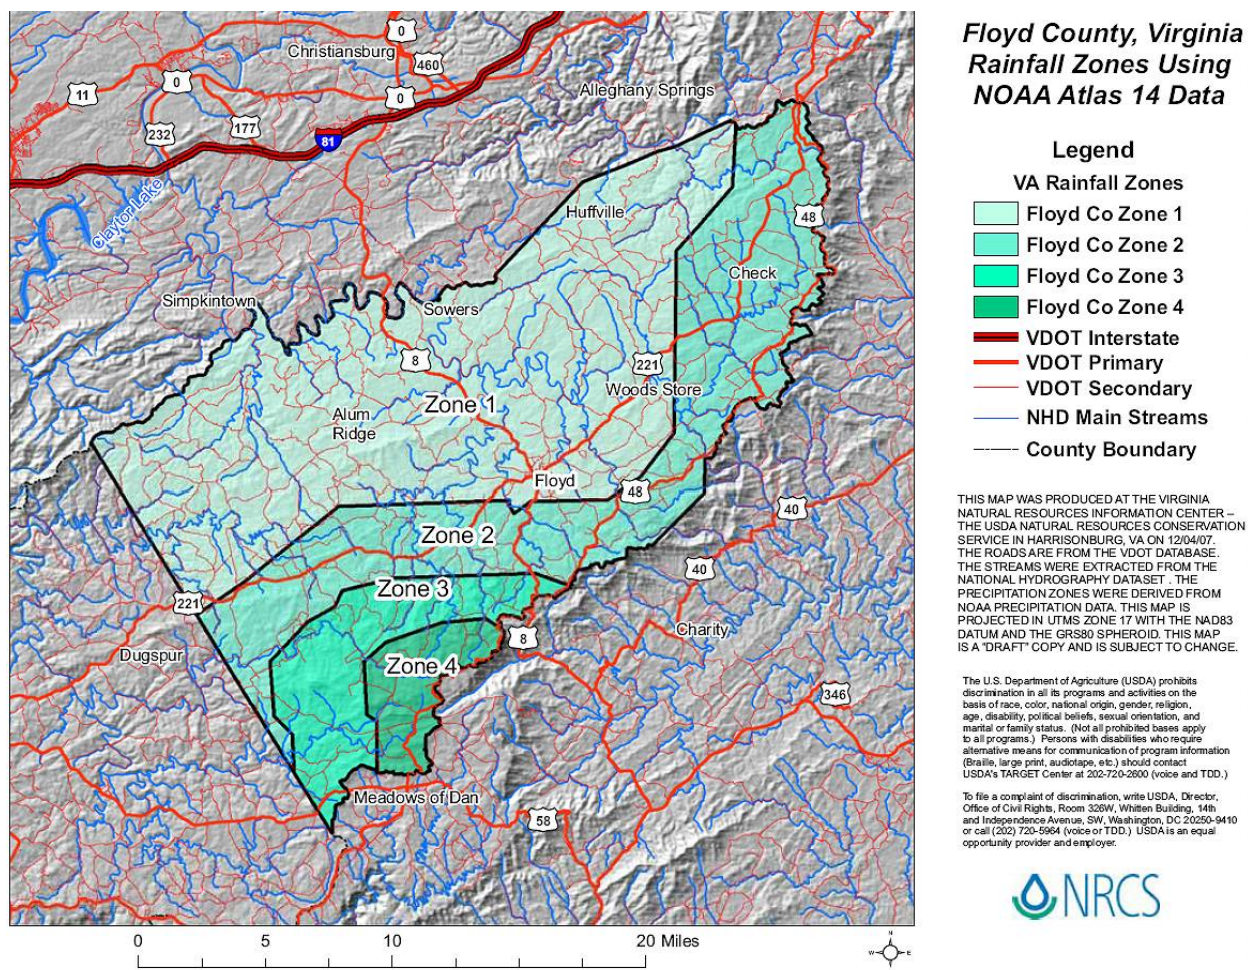 Floyd County, Virginia
Rainfall Zones Using
NOAA Atlas 14 Data
Legend
VA Rainfall Zones
Floyd Co Zone 1
Floyd Co Zone 2
Floyd Co Zone 3
Floyd Co Zone 4
VDOT Interstate
VDOT Primary
VDOT Secondary
NHD Main Streams
County Boundary
THIS MAP WAS PRODUCED AT THE VIRGINIA
NATURAL RESOURCES INFORMATION CENTER –
THE USDA NATURAL RESOURCES CONSERVATION
SERVICE IN HARRISONBURG, VA ON 12/04/07.
THE ROADS ARE FROM THE VDOT DATABASE.
THE STREAMS WERE EXTRACTED FROM THE
NATIONAL HYDROGRAPHY DATASET . THE
PRECIPITATION ZONES WERE DERIVED FROM
NOAA PRECIPITATION DATA. THIS MAP IS
PROJECTED IN UTMS ZONE 17 WITH THE NAD83
DATUM AND THE GRS80 SPHEROID. THIS MAP
IS A "DRAFT" COPY AND IS SUBJECT TO CHANGE.
The U.S. Department of Agriculture (USDA) prohibits
discrimination in all its programs and activities on the
basis of race, color, national origin, gender, religion,
age, disability, political beliefs, sexual orientation, and
marital or family status. (Not all prohibited bases apply
to all programs.) Persons with disabilities who require
alternative means for communication of program information
(Braille, large print, audiotape, etc.) should contact
USDA's TARGET Center at 202-720-2600 (voice and TDD.)
To file a complaint of discrimination, write USDA, Director,
Office of Civil Rights, Room 326W, Whitten Building, 14th
and Independence Avenue, SW, Washington, DC 20250-9410
or call (202) 720-5964 (voice or TDD.) USDA is an equal
opportunity provider and employer.
NRCS
0
Christiansburg
460
0
11
0
Alleghany Springs
232
177
81
Claytor Lake
Huffville
48
Check
Simpkintown
Sowers
8
221
Woods Store
Zone 1
Alum
Ridge
Floyd
48
40
Zone 2
40
Zone 3
221
Charity
8
Dugspur
Zone 4
346
Meadows of Dan
58
0
5
10
20 Miles
N
W
E
S